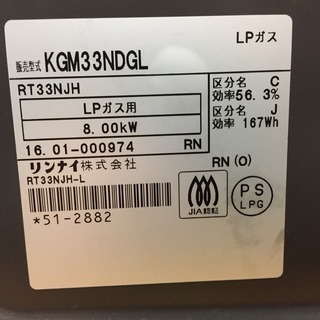 販売型式 KGM33NDGL
LPガス
RT33NJH
LPガス用
8.00kW
区分名 C
効率56.3%
区分名 J
効率 167Wh
16.01-000974 RN
リンナイ株式会社
RN(O)
RT33NJH-L
JIA認証
PS
LPG
*51-2882